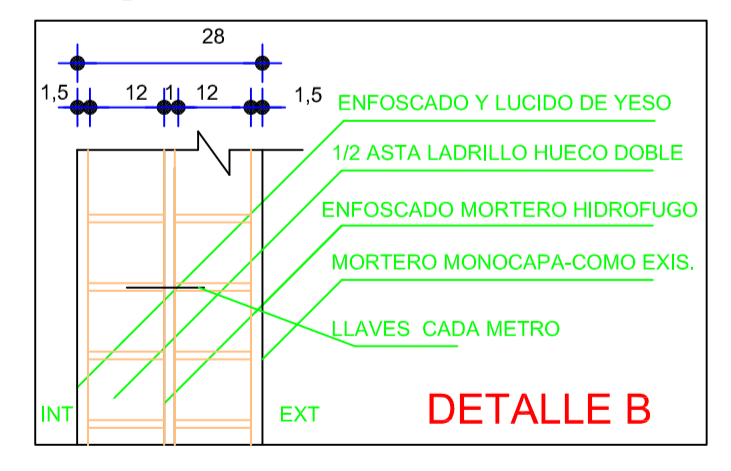 28
1,5 12 1 12 1,5
ENFOSCADO Y LUCIDO DE YESO
1/2 ASTA LADRILLO HUECO DOBLE
ENFOSCADO MORTERO HIDROFUGO
MORTERO MONOCAPA-COMO EXIS.
LLAVES CADA METRO
INT EXT DETALLE B